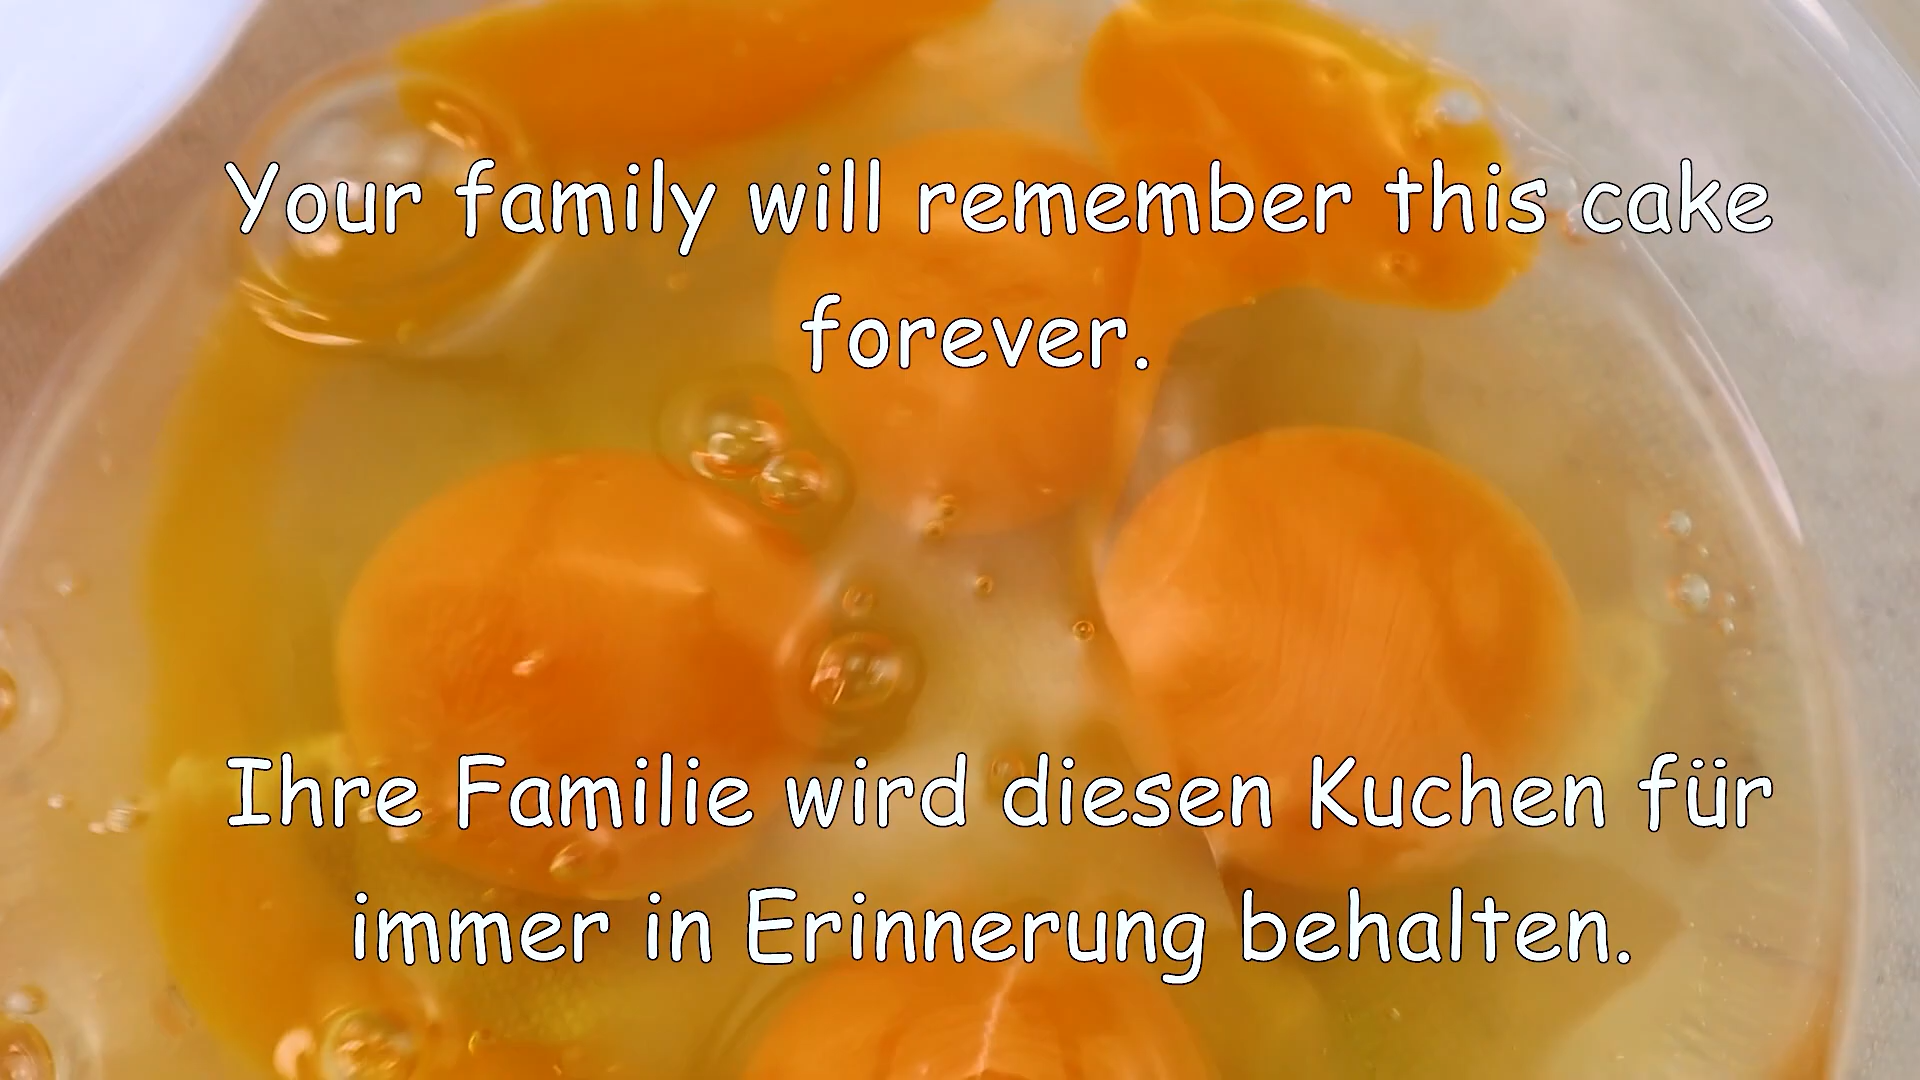 Your family will remember this cake
forever.
Ihre Familie wird diesen Kuchen für
immer in Erinnerung behalten.